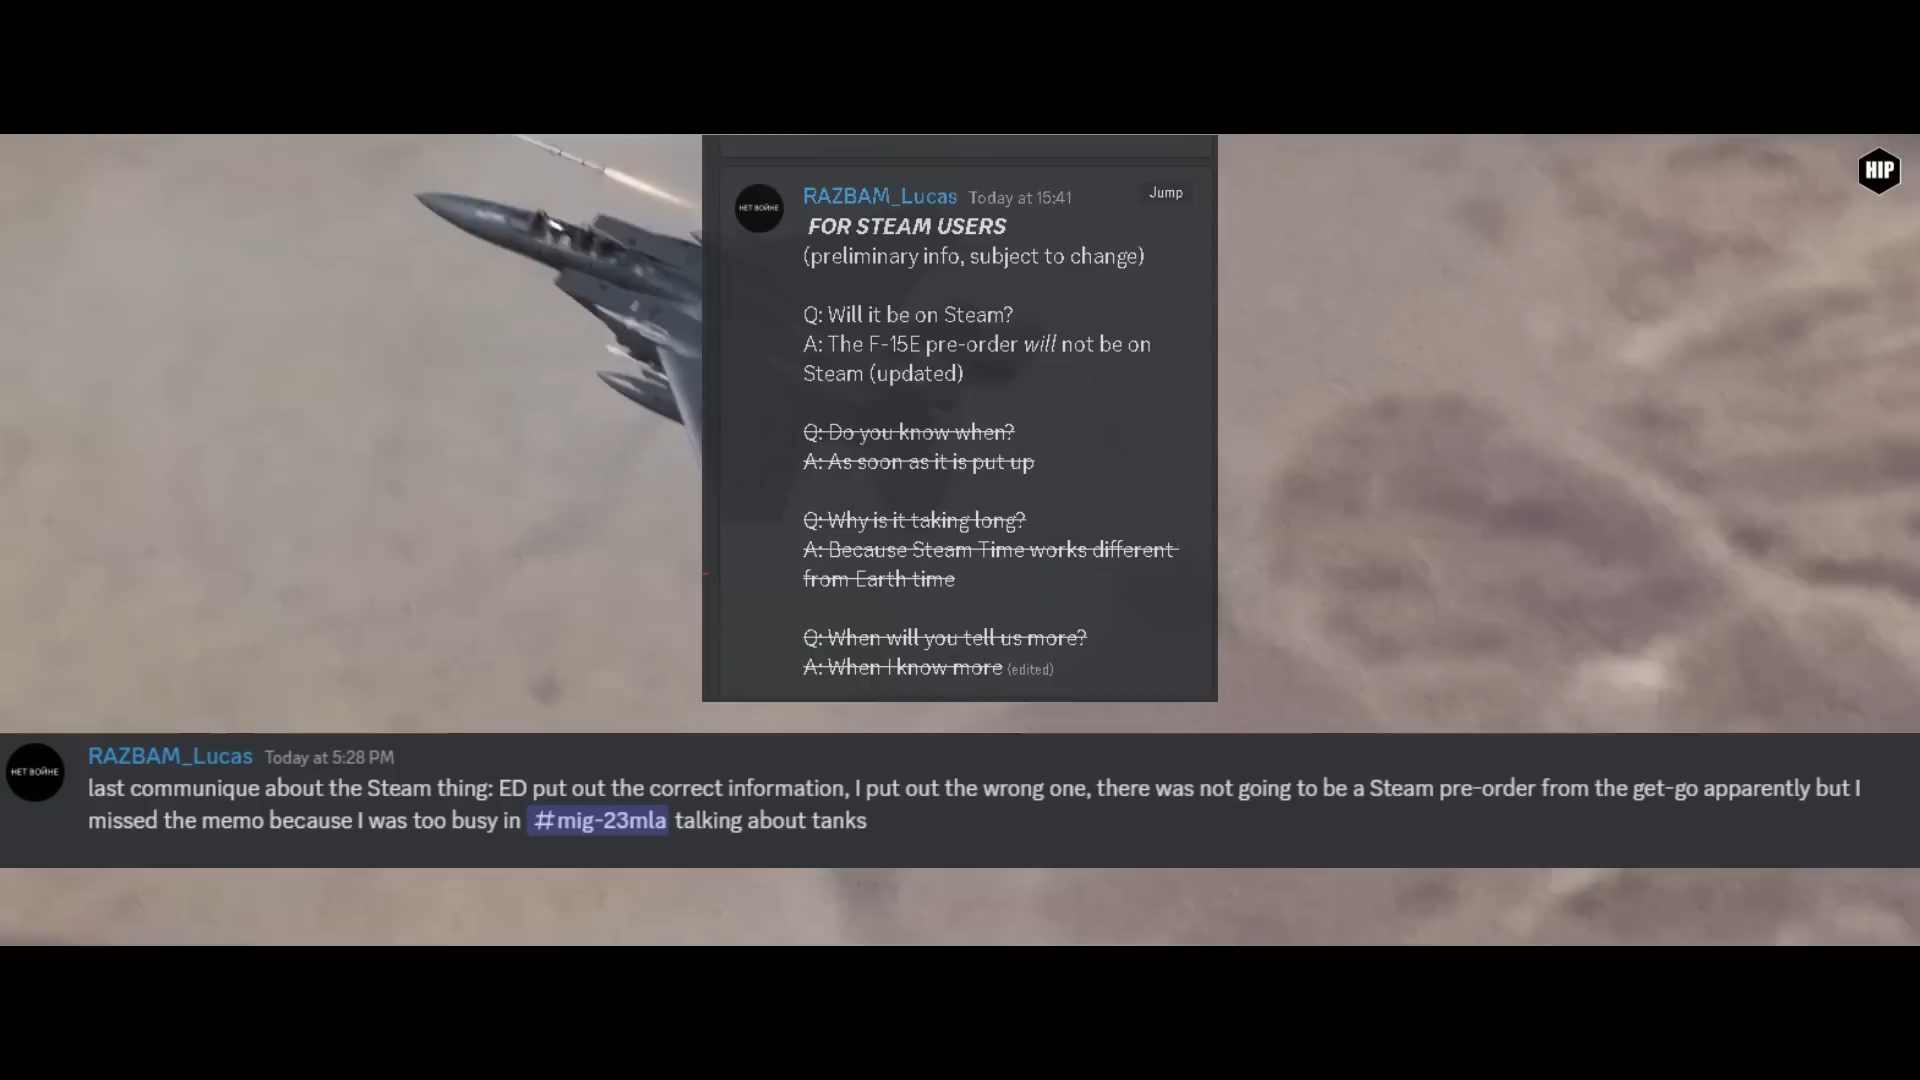 HIP
НЕТ ВОЙНЕ
RAZBAM_Lucas Today at 15:41 Jump
FOR STEAM USERS
(preliminary info, subject to change)
Q: Will it be on Steam?
A: The F-15E pre-order will not be on
Steam (updated)
Q: Do you know when?
A: As soon as it is put up
Q: Why is it taking long?
A: Because Steam Time works different
from Earth time
Q: When will you tell us more?
A: When I know more (edited)
НЕТ ВОЙНЕ
RAZBAM_Lucas Today at 5:28 PM
last communique about the Steam thing: ED put out the correct information, I put out the wrong one, there was not going to be a Steam pre-order from the get-go apparently but I
missed the memo because I was too busy in #mig-23mla talking about tanks